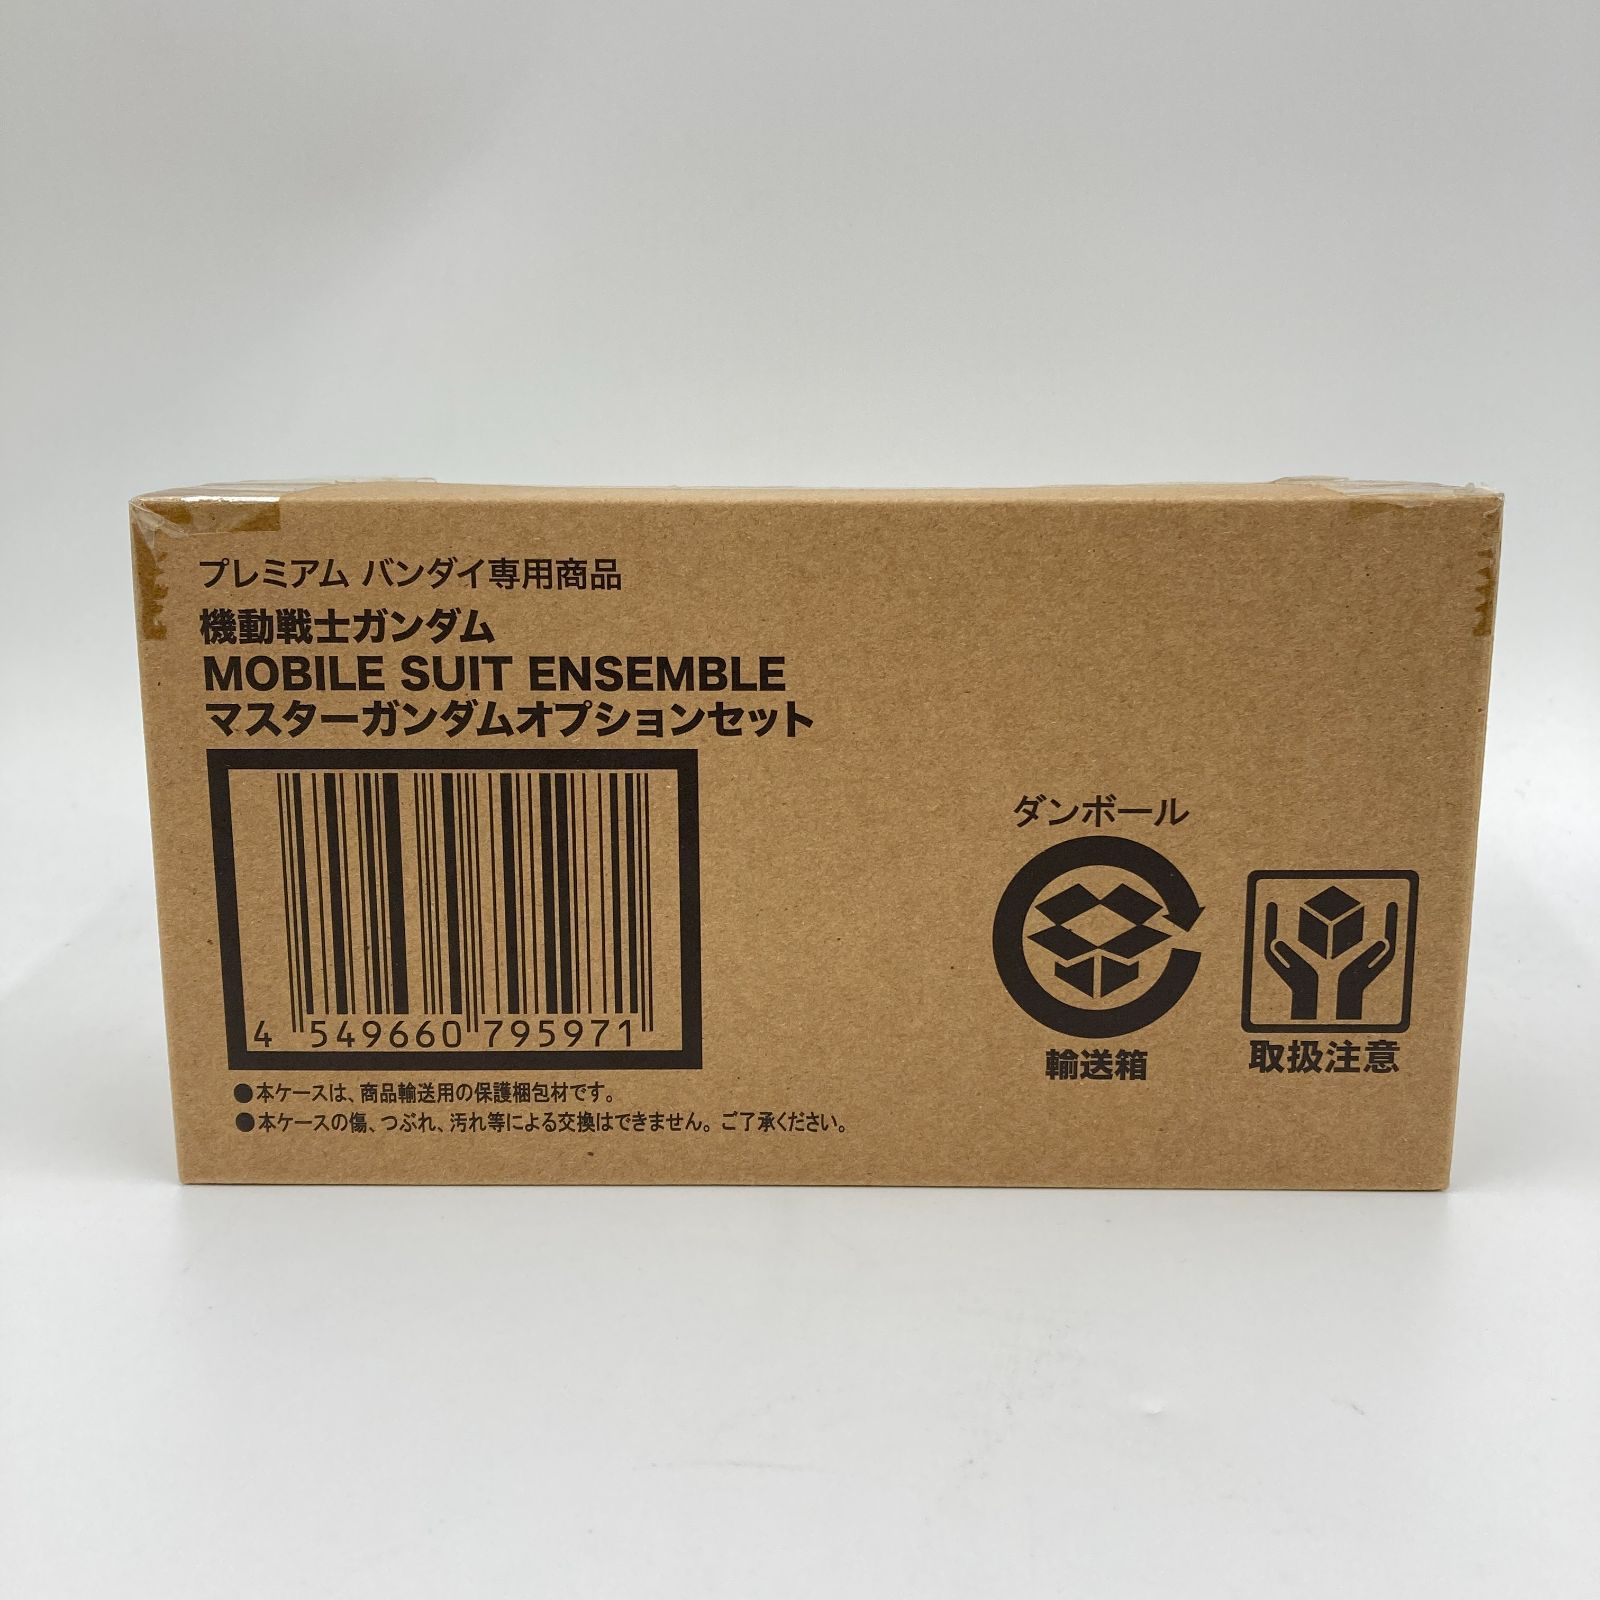 プレミアム バンダイ専用商品
機動戦士ガンダム
MOBILE SUIT ENSEMBLE
マスターガンダムオプションセット
4 549660 795971
●本ケースは、商品輸送用の保護梱包材です。
●本ケースの傷、つぶれ、汚れ等による交換はできません。ご了承ください。
ダンボール
輸送箱
取扱注意